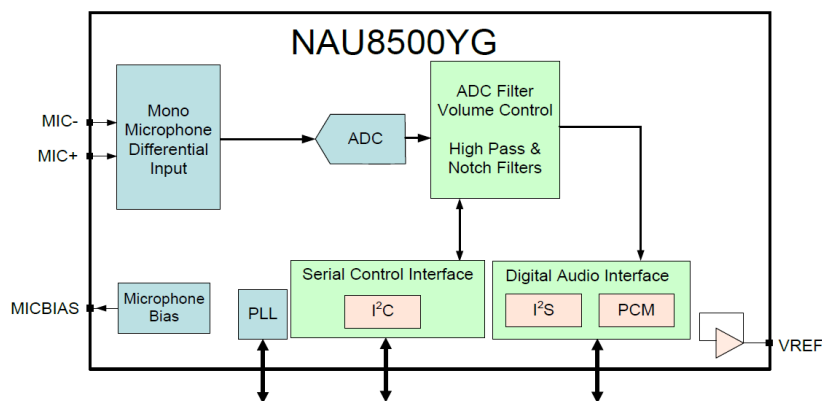 NAU8500YG
MIC-
MIC+
Mono
Microphone
Differential
Input
ADC
ADC Filter
Volume Control
High Pass &
Notch Filters
MICBIAS
Microphone
Bias
PLL
Serial Control Interface
I²C
Digital Audio Interface
I²S
PCM
VREF